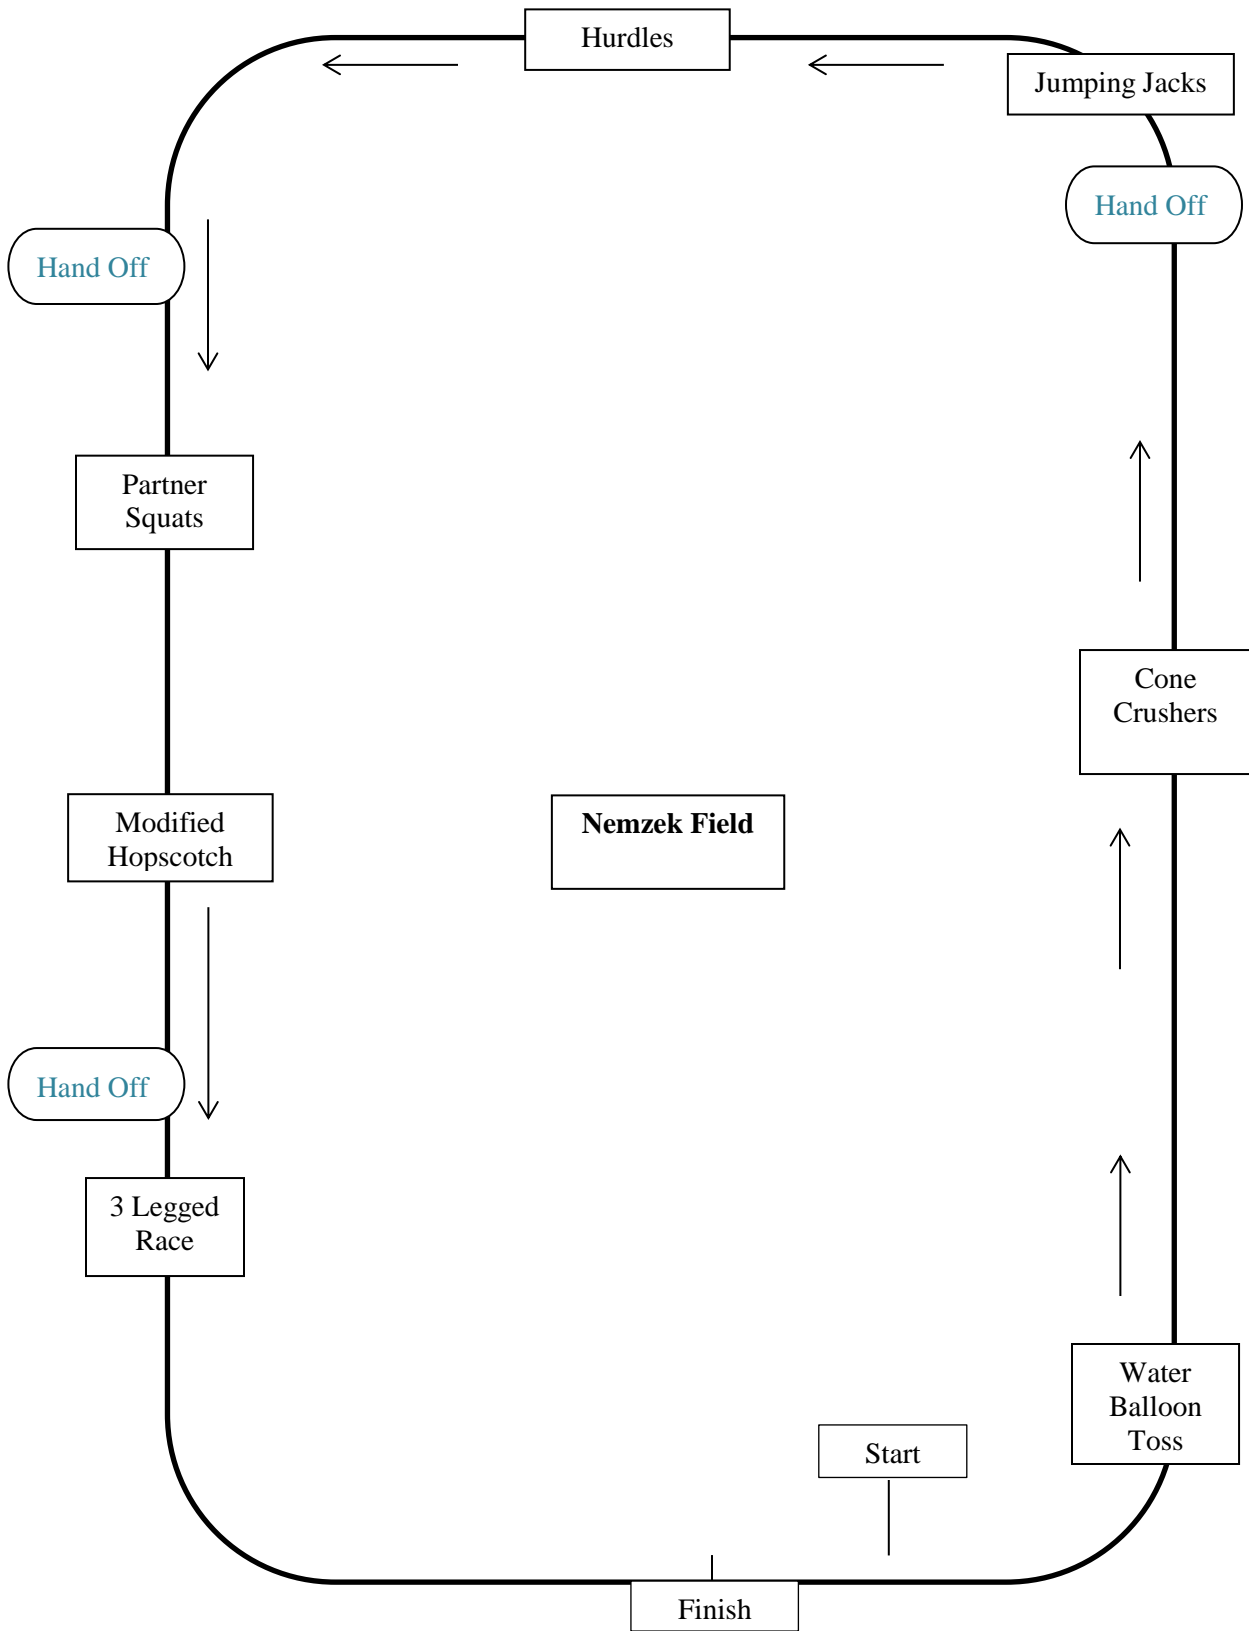 Hurdles
Jumping Jacks
Hand Off
Hand Off
Partner
Squats
Cone
Crushers
Modified
Hopscotch
Nemzek Field
Hand Off
3 Legged
Race
Water
Balloon
Toss
Start
Finish